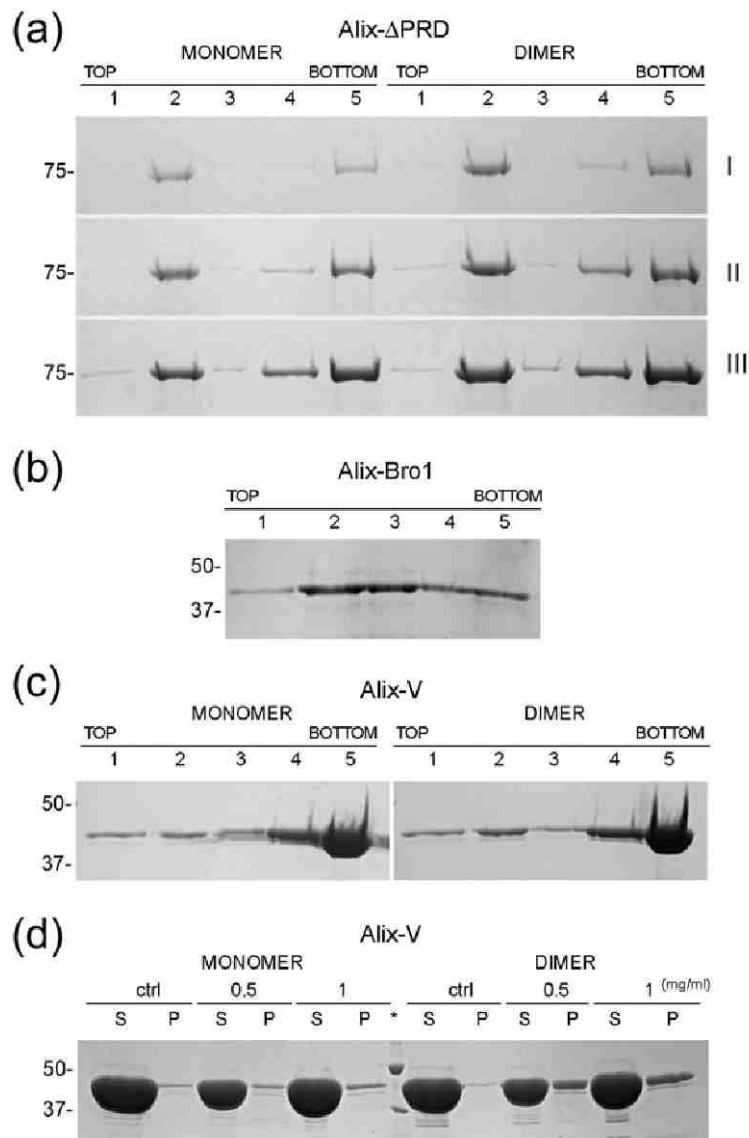 (a) Alix-ΔPRD
MONOMER DIMER
TOP BOTTOM TOP BOTTOM
1 2 3 4 5 1 2 3 4 5
75- I
75- II
75- III
(b) Alix-Bro1
TOP BOTTOM
1 2 3 4 5
50-
37-
(c) Alix-V
MONOMER DIMER
TOP BOTTOM TOP BOTTOM
1 2 3 4 5 1 2 3 4 5
50-
37-
(d) Alix-V
MONOMER DIMER
ctrl 0.5 1 ctrl 0.5 1 (mg/ml)
S P S P S P * S P S P S P
50-
37-